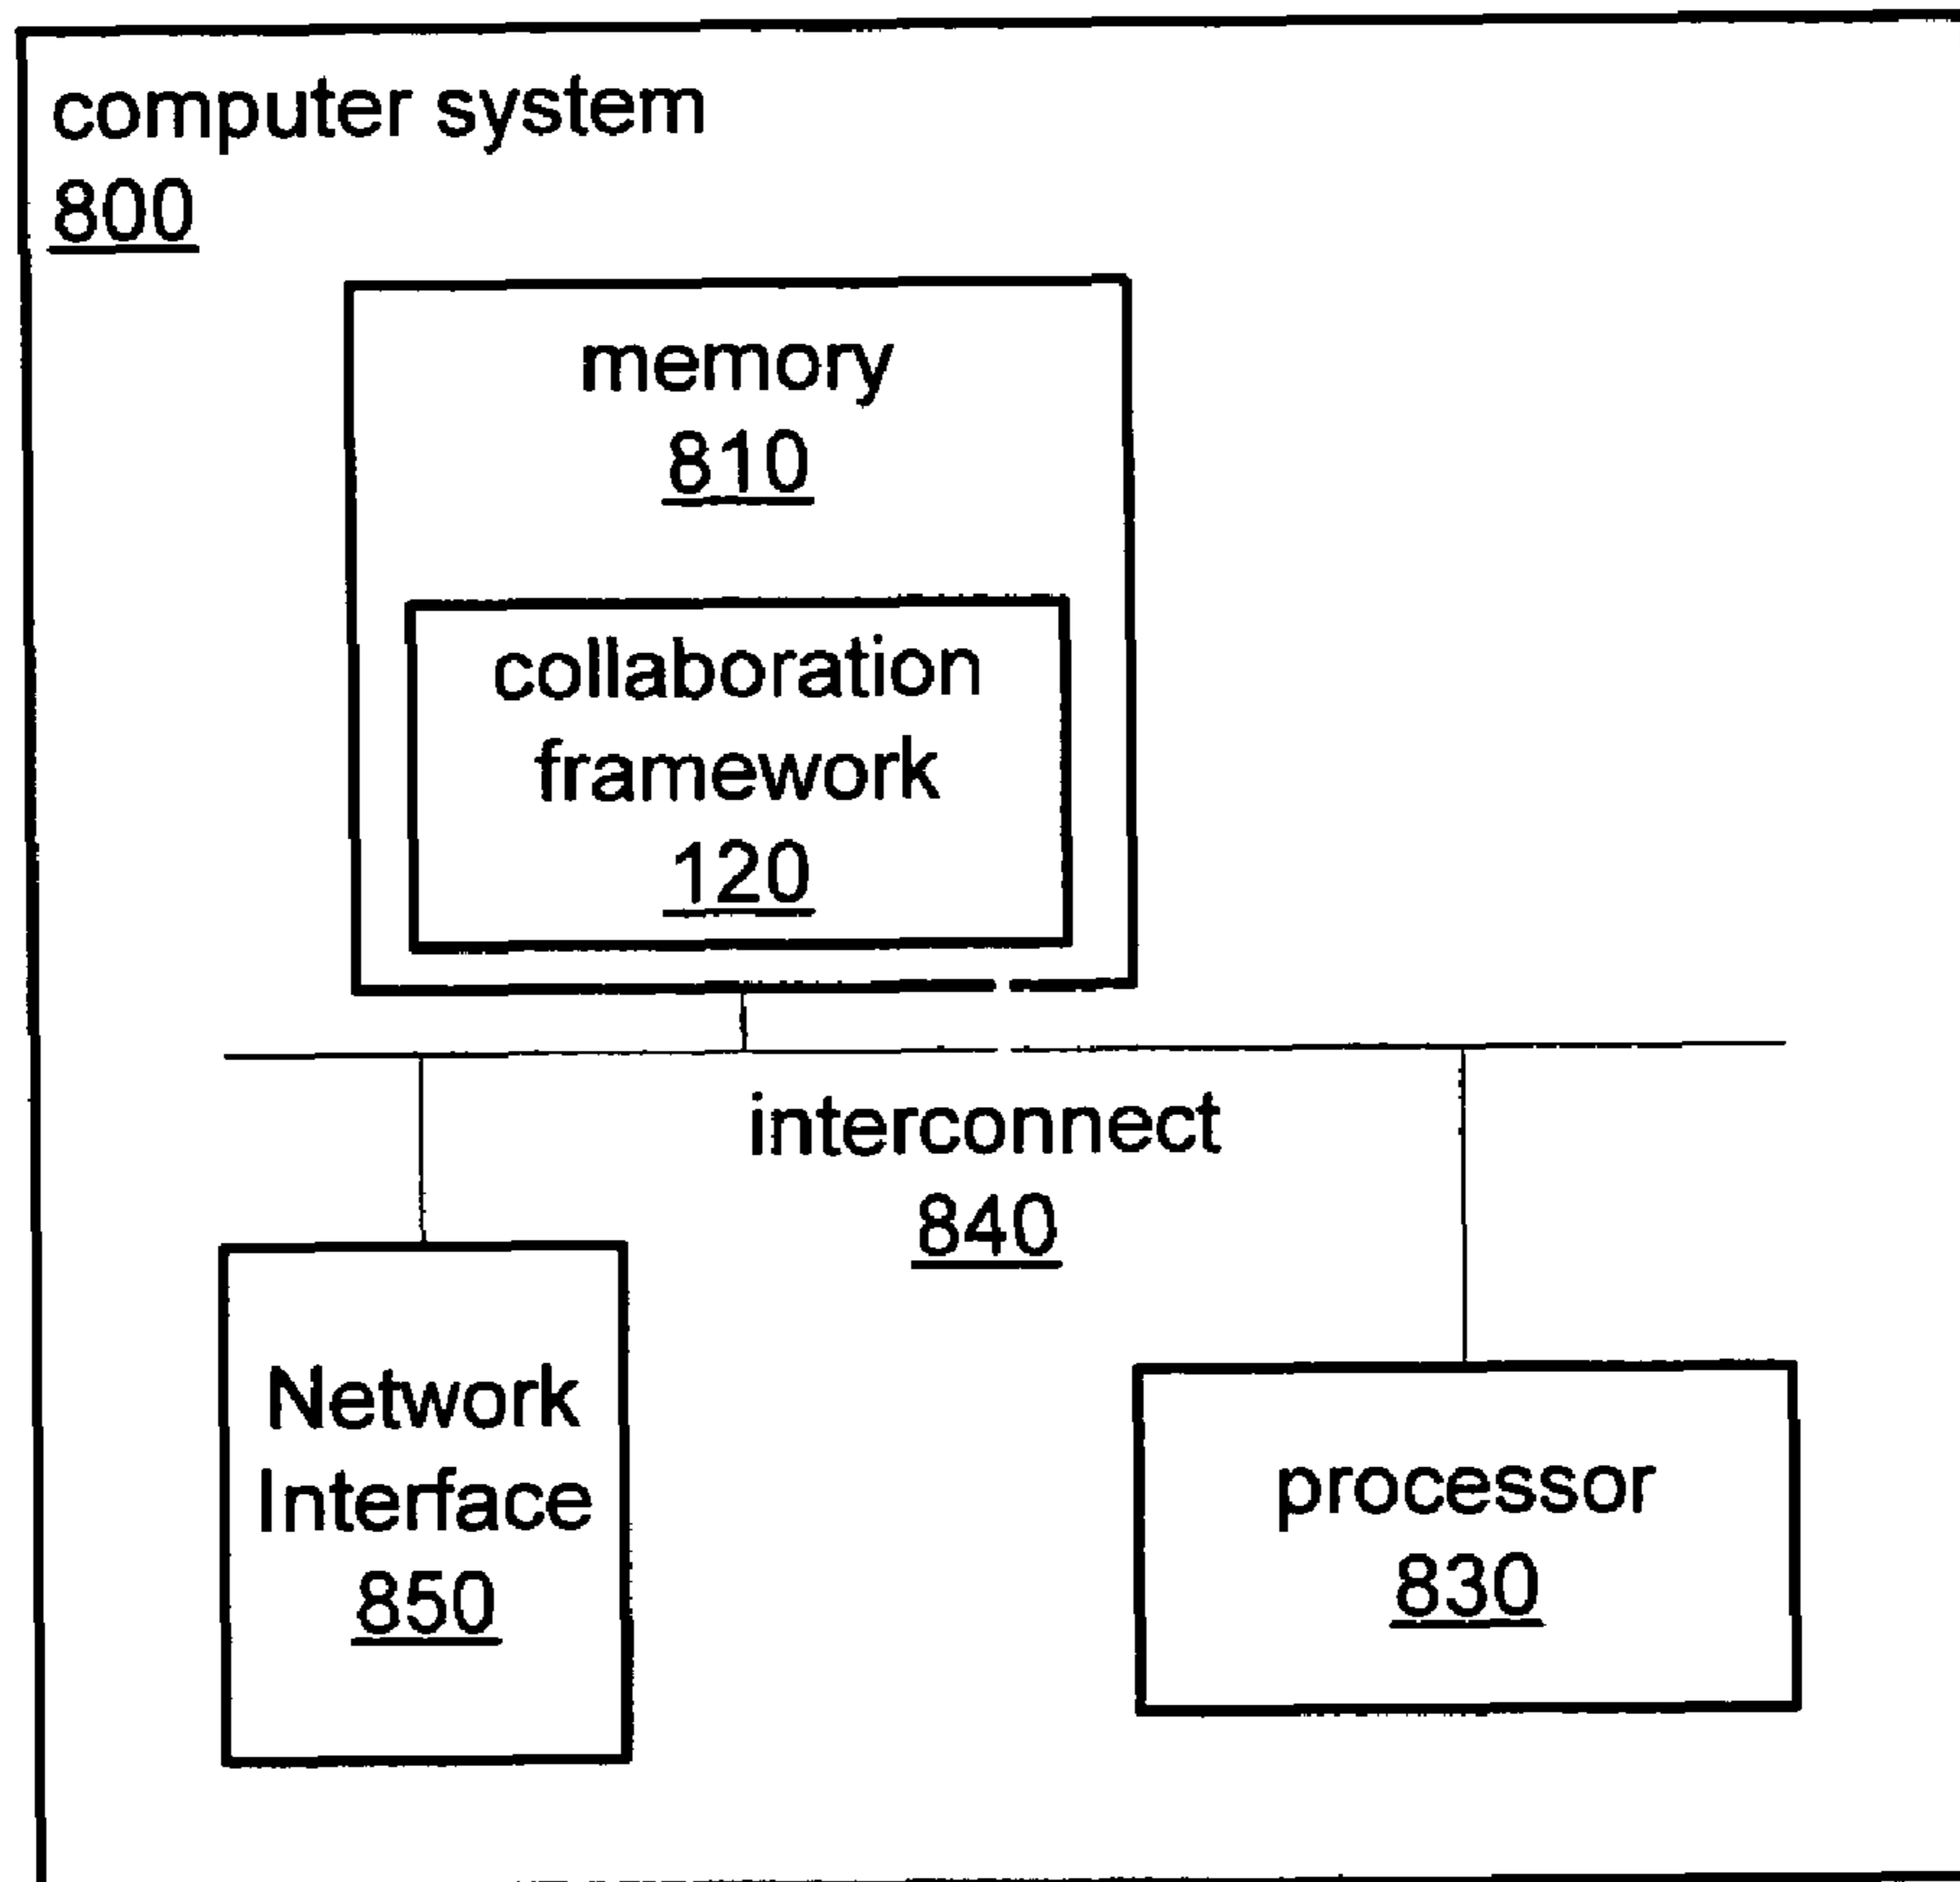 computer system
800
memory
810
collaboration
framework
120
interconnect
840
Network
Interface
850
processor
830